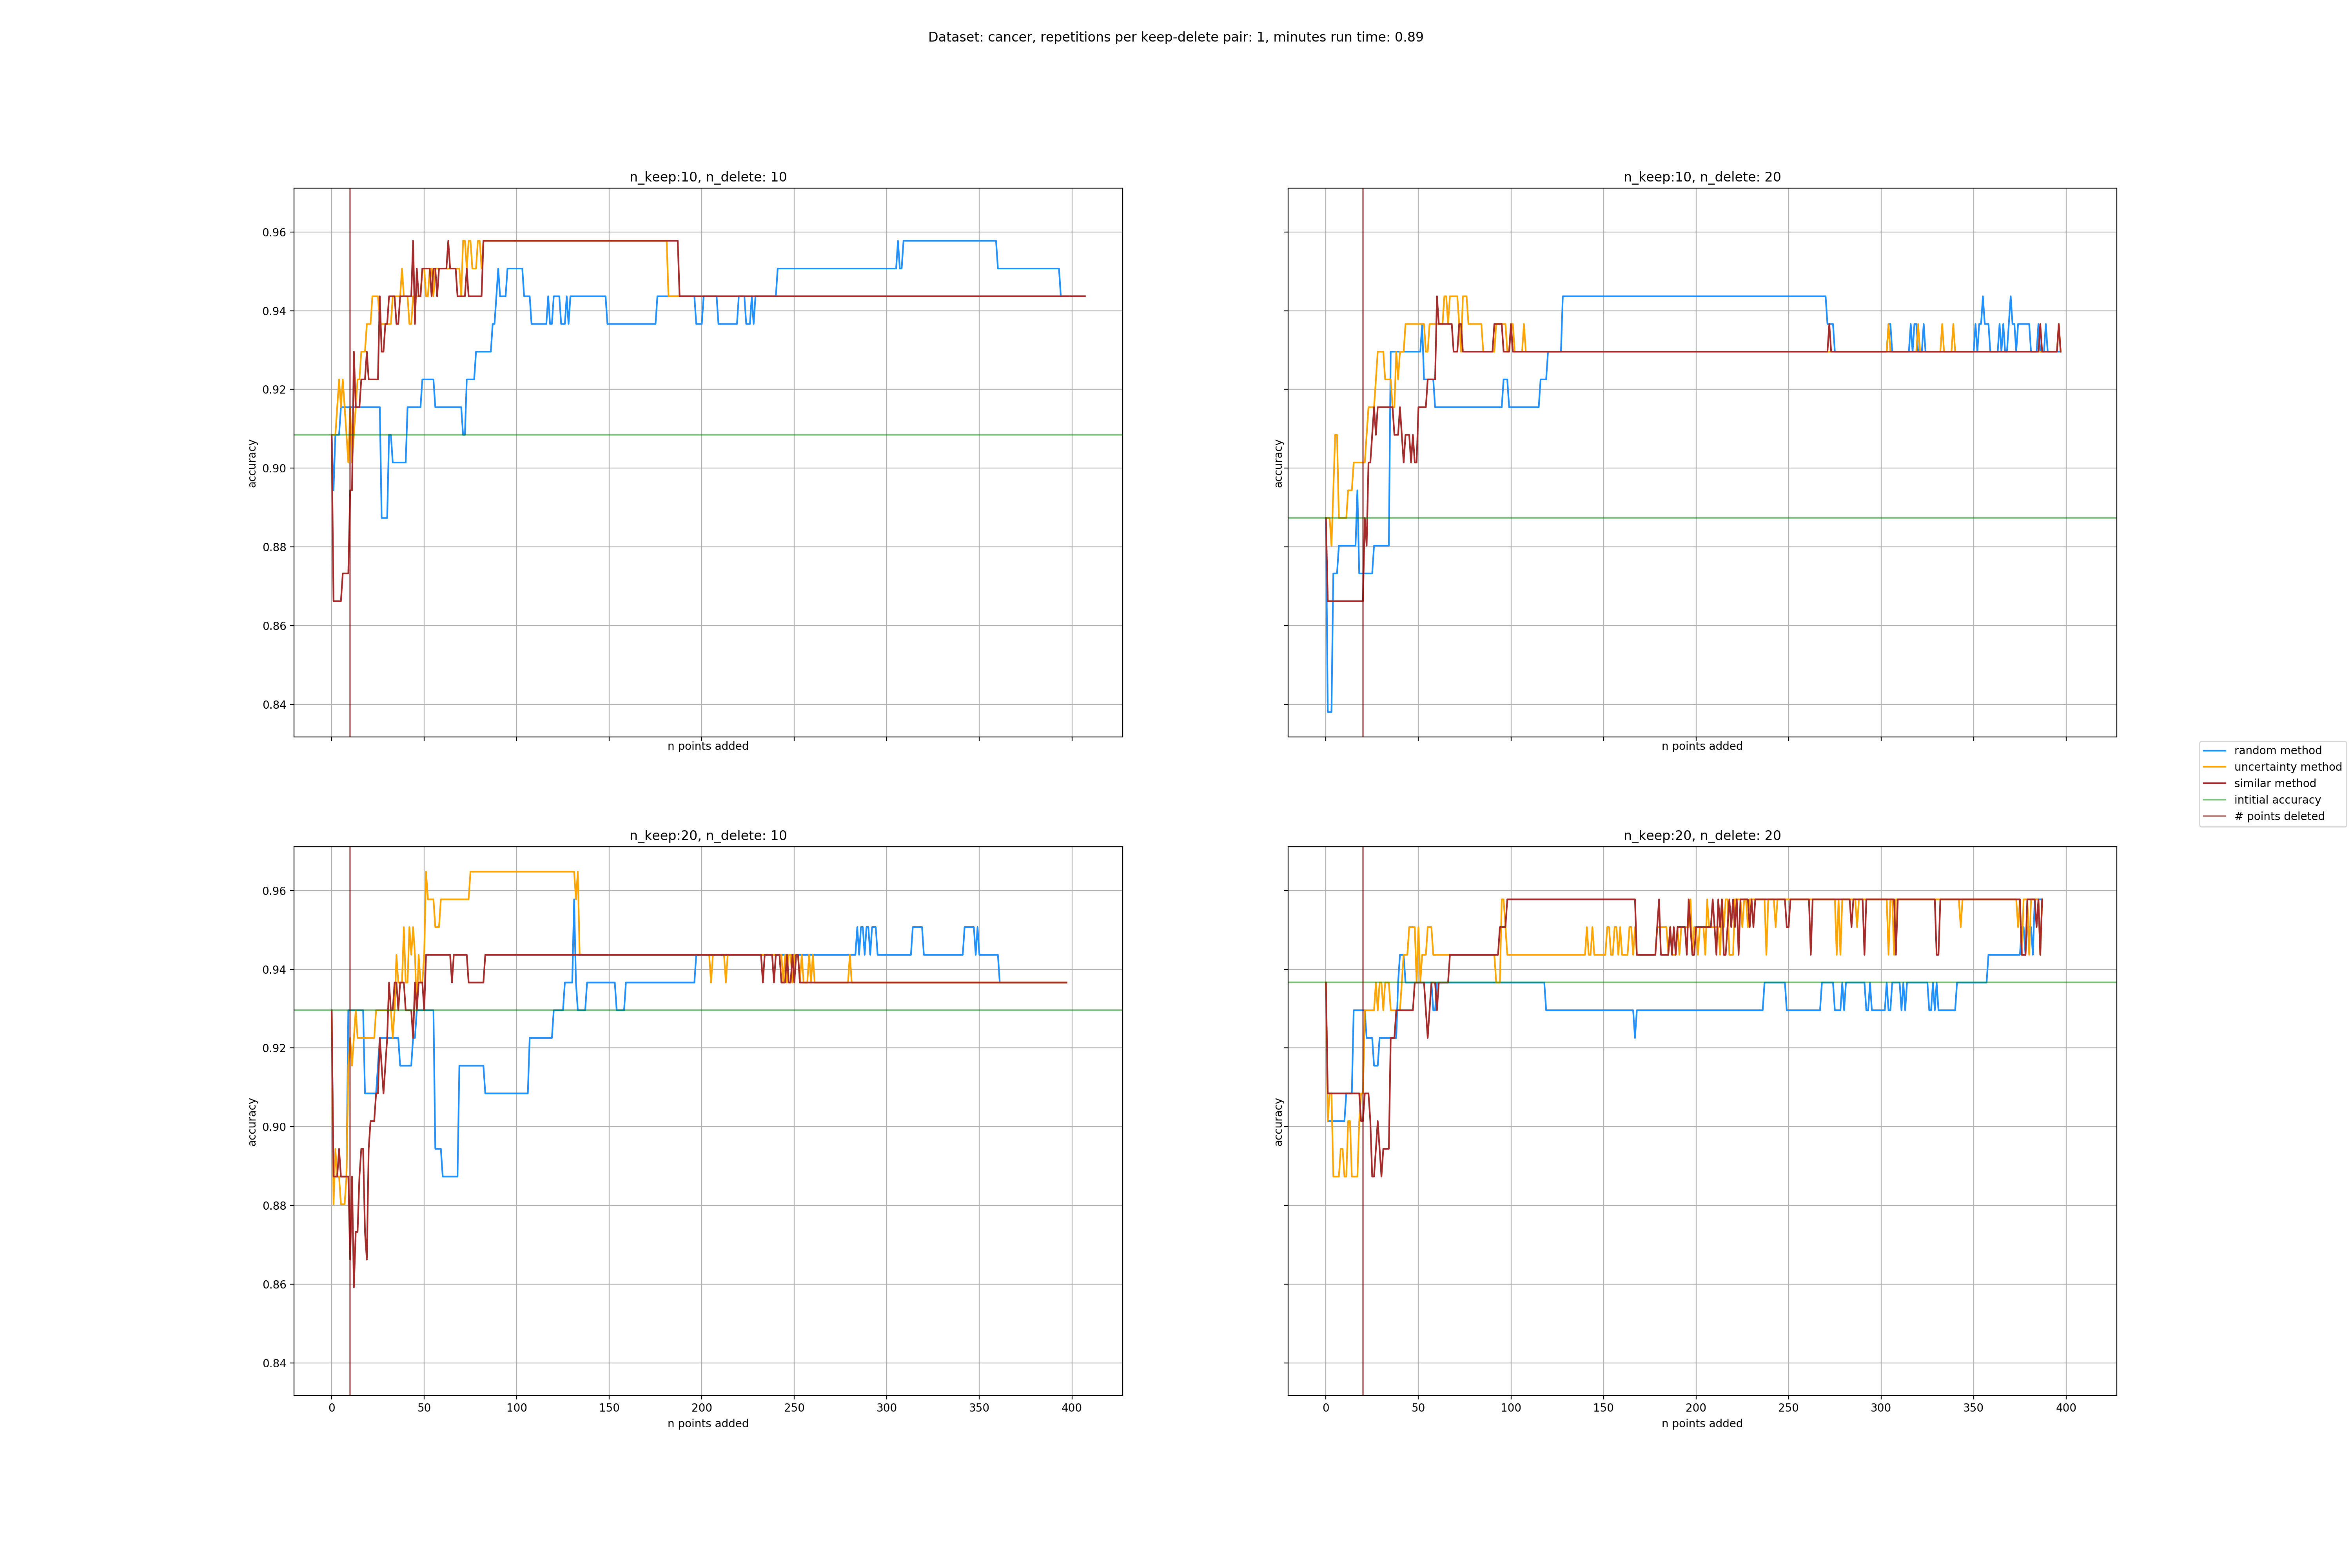 Dataset: cancer, repetitions per keep-delete pair: 1, minutes run time: 0.89
n_keep:10, n_delete: 10
0.96
0.94
0.92
0.90
0.88
0.86
0.84
accuracy
n points added
n_keep:10, n_delete: 20
accuracy
n points added
random method
uncertainty method
similar method
intitial accuracy
# points deleted
n_keep:20, n_delete: 10
0.96
0.94
0.92
0.90
0.88
0.86
0.84
accuracy
0 50 100 150 200 250 300 350 400
n points added
n_keep:20, n_delete: 20
accuracy
0 50 100 150 200 250 300 350 400
n points added